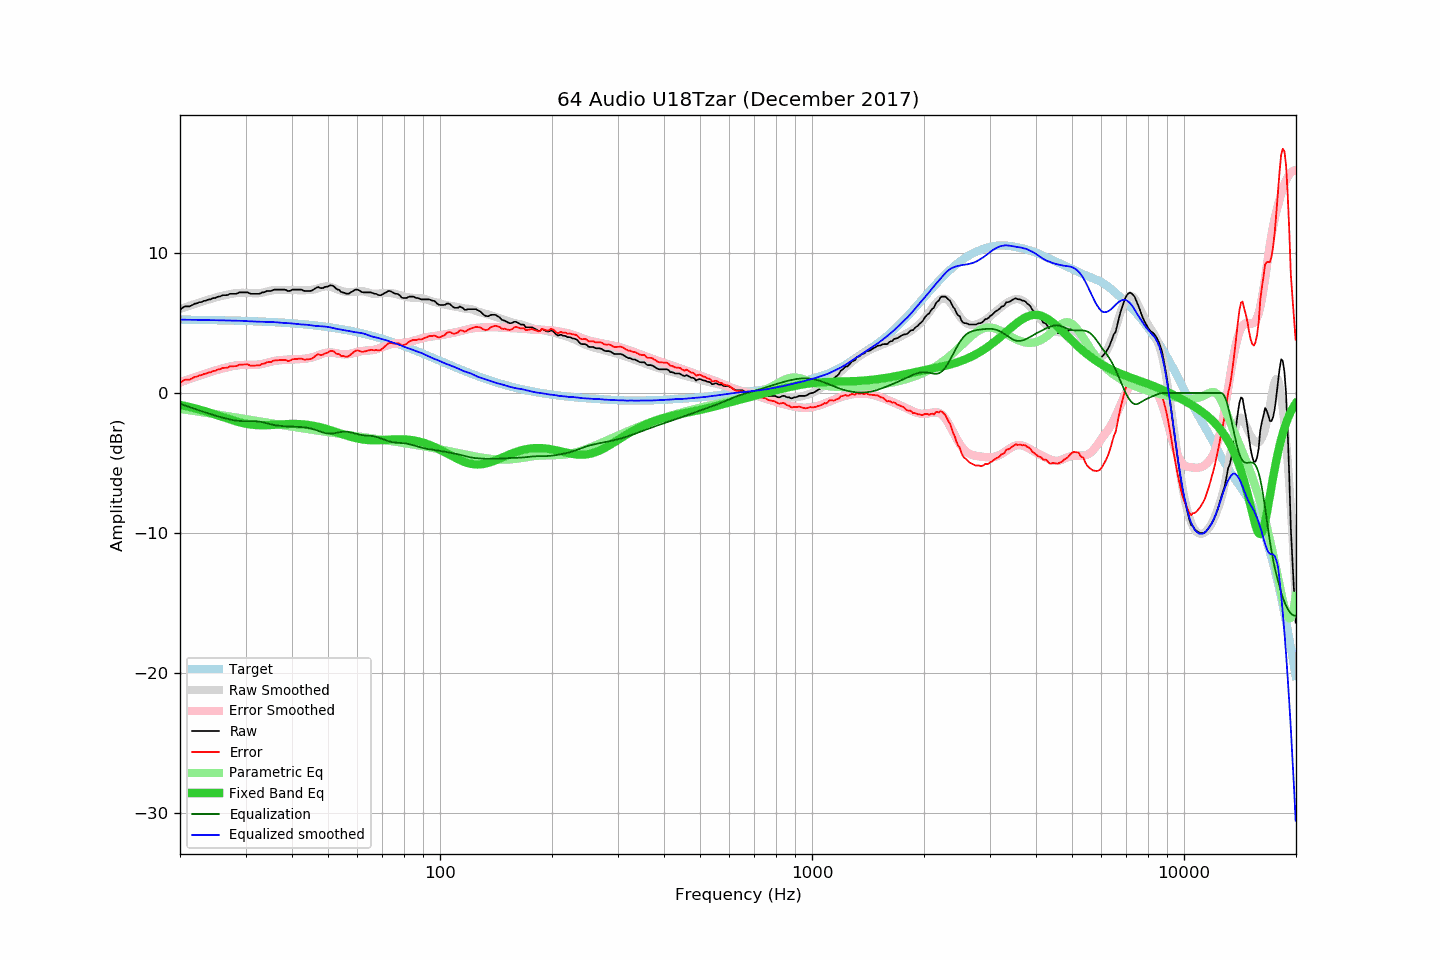 64 Audio U18Tzar (December 2017)
Amplitude (dBr)
10
0
−10
−20
−30
Target
Raw Smoothed
Error Smoothed
Raw
Error
Parametric Eq
Fixed Band Eq
Equalization
Equalized smoothed
100
1000
10000
Frequency (Hz)